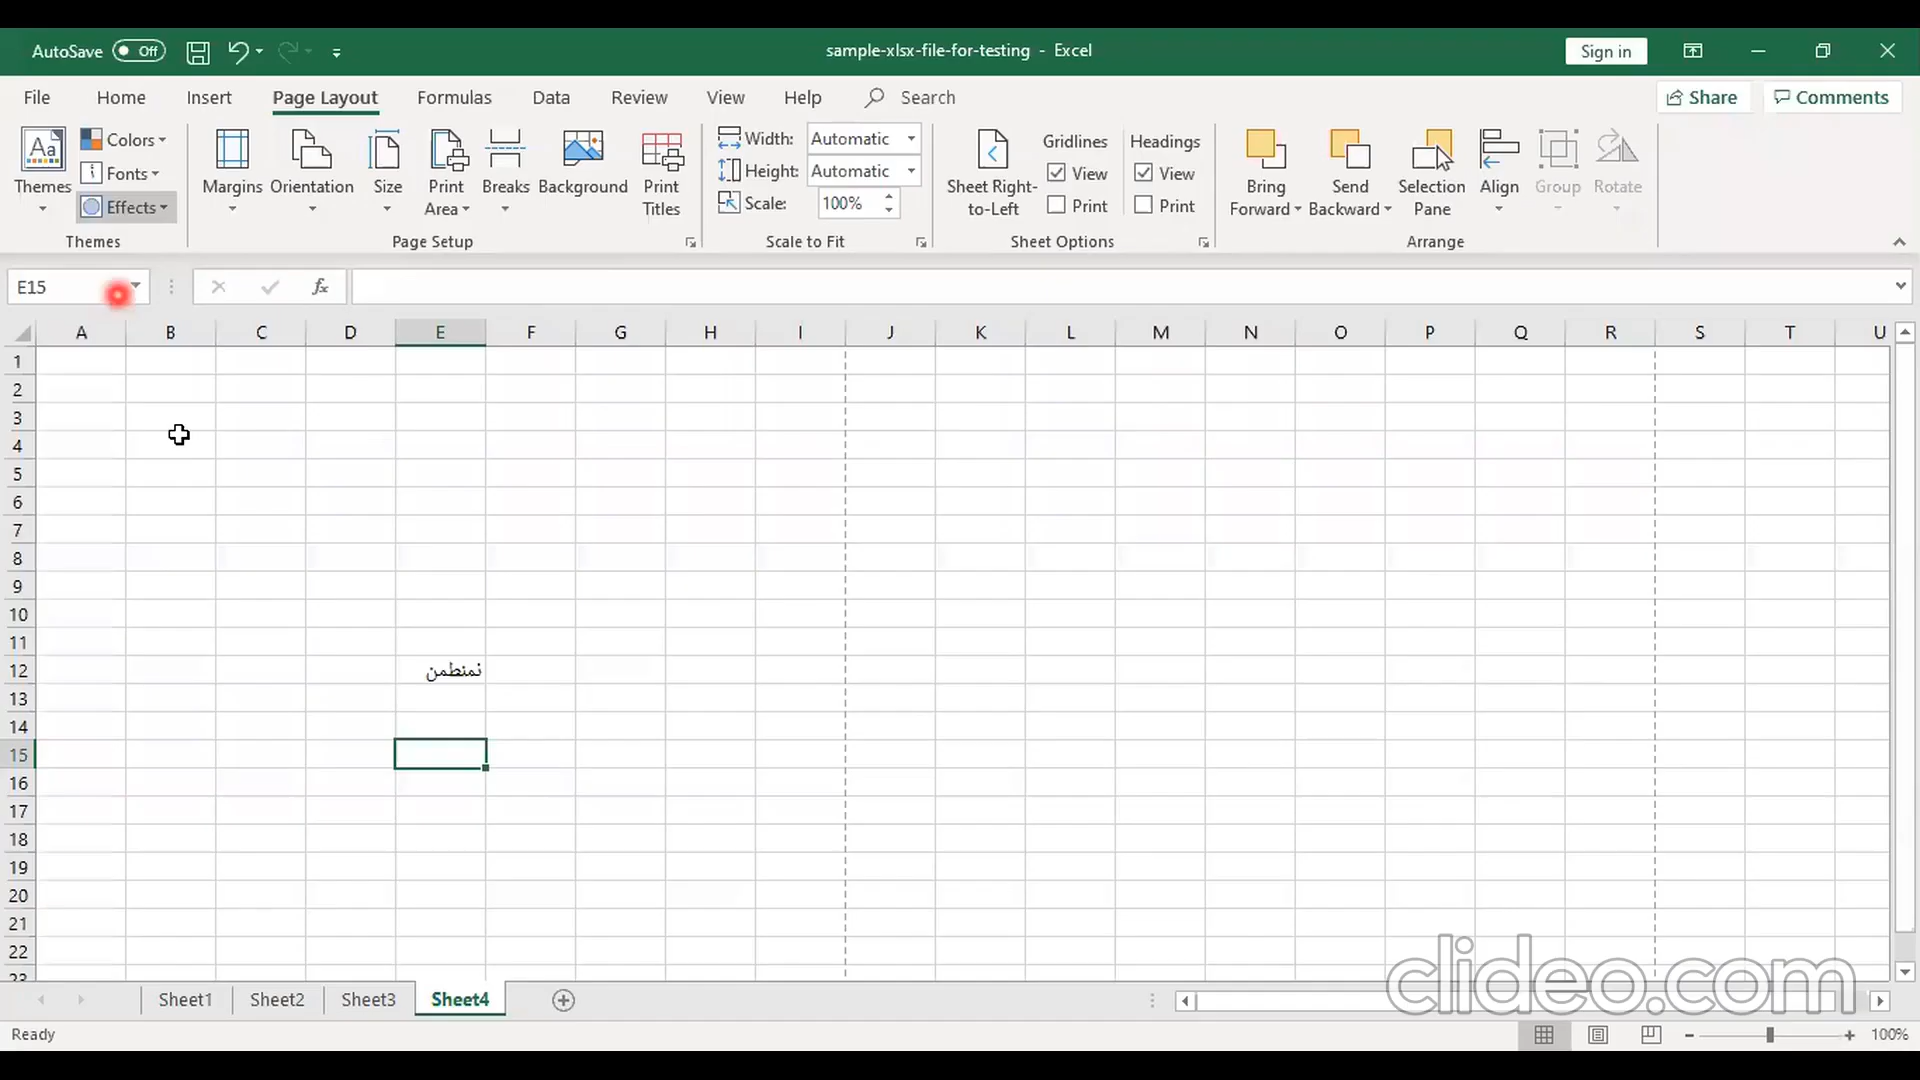 AutoSave Off sample-xlsx-file-for-testing - Excel Sign in
File Home Insert Page Layout Formulas Data Review View Help Search Share Comments
Aa Themes Colors Fonts Effects
Margins Orientation Size Print Area Breaks Background Print Titles
Width: Automatic
Height: Automatic
Scale: 100%
Sheet Right-to-Left
Gridlines View Print
Headings View Print
Bring Forward Send Backward Selection Pane Align Group Rotate
Themes Page Setup Scale to Fit Sheet Options Arrange
E15 fx
A B C D E F G H I J K L M N O P Q R S T U
1
2
3
4
5
6
7
8
9
10
11
12 نمنطمن
13
14
15
16
17
18
19
20
21
22
23
clideo.com
Sheet1 Sheet2 Sheet3 Sheet4
Ready 100%